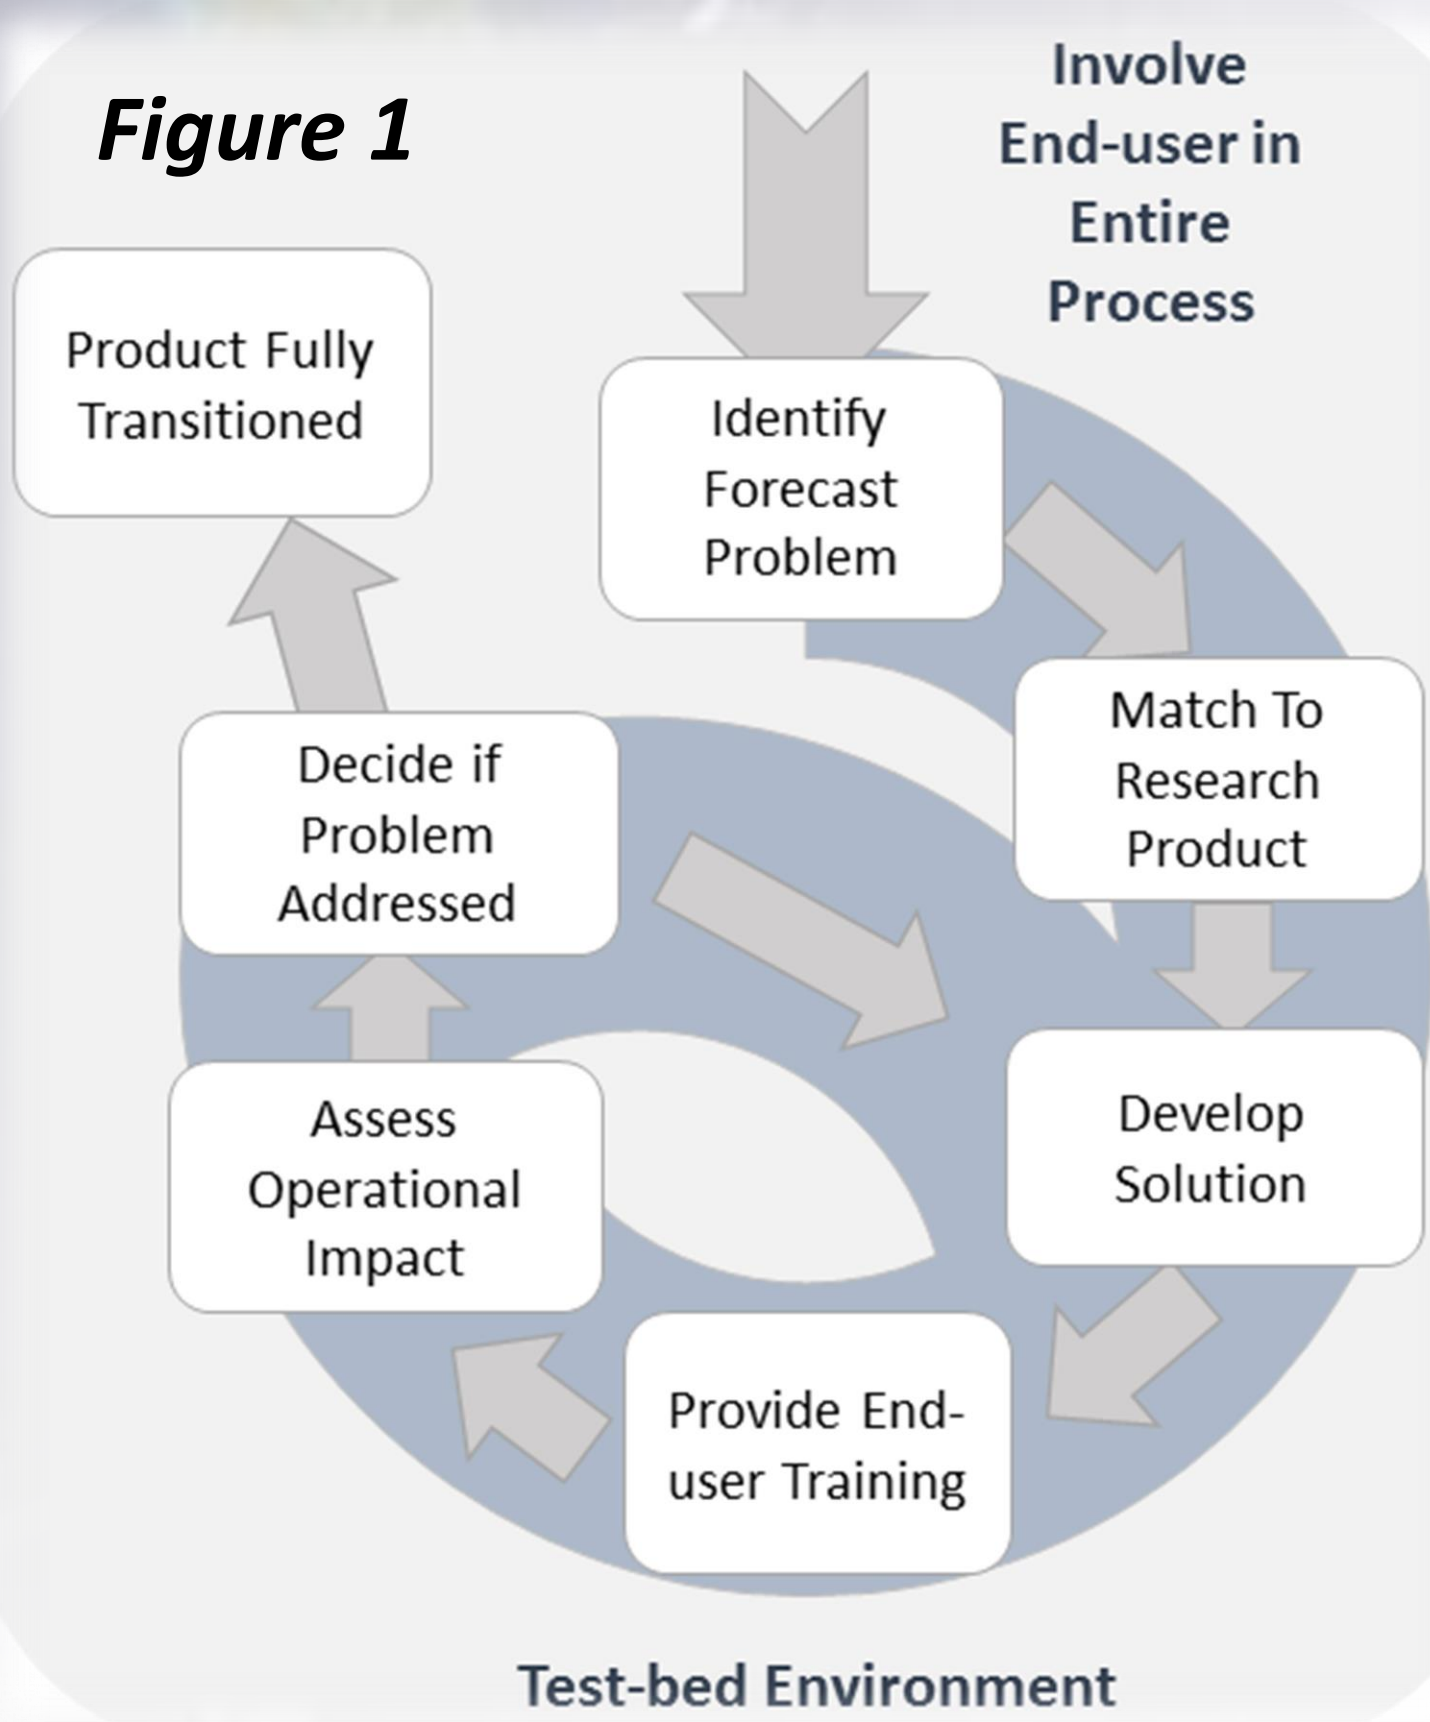 Figure 1
Involve
End-user in
Entire
Process
Product Fully
Transitioned
Identify
Forecast
Problem
Match To
Research
Product
Decide if
Problem
Addressed
Develop
Solution
Assess
Operational
Impact
Provide End-
user Training
Test-bed Environment